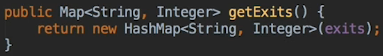 public Map<String, Integer> getExits() {
    return new HashMap<String, Integer>(exits);
}